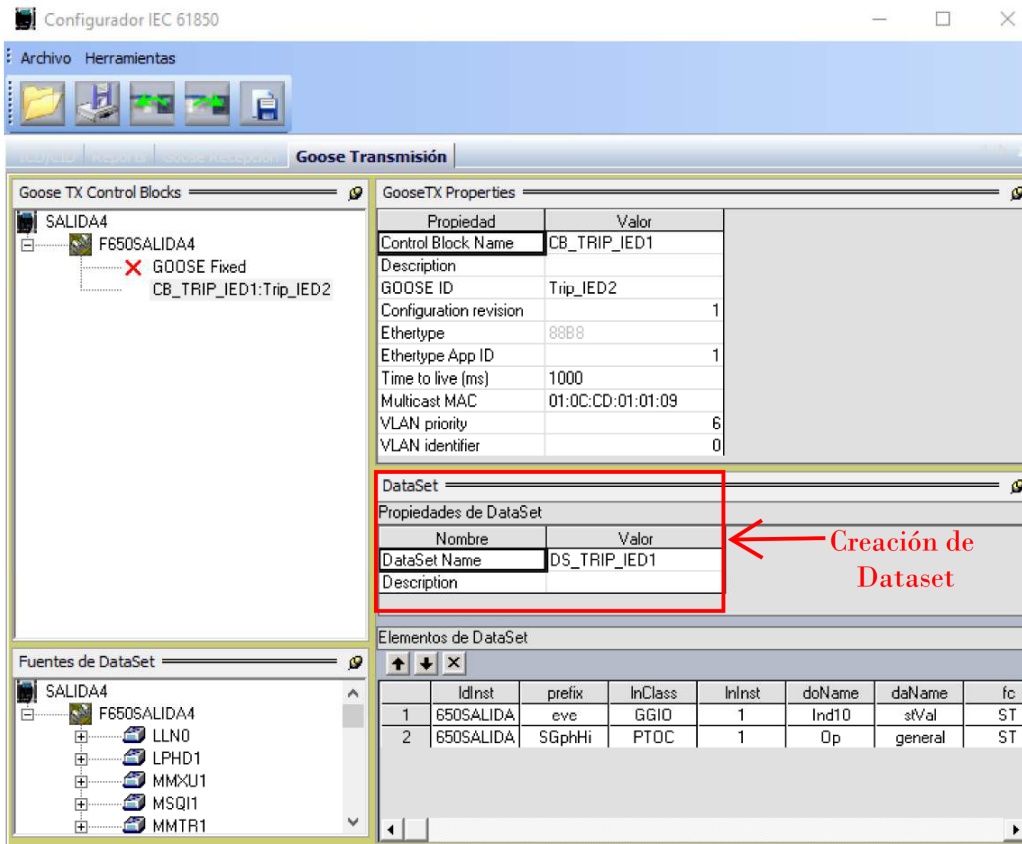 Configurador IEC 61850
Archivo Herramientas
ICD/CID Reports Goose Recepción Goose Transmisión
Goose TX Control Blocks
SALIDA4
F650SALIDA4
GOOSE Fixed
CB_TRIP_IED1:Trip_IED2
GooseTX Properties
Propiedad Valor
Control Block Name CB_TRIP_IED1
Description
GOOSE ID Trip_IED2
Configuration revision 1
Ethertype 88B8
Ethertype App ID 1
Time to live (ms) 1000
Multicast MAC 01:0C:CD:01:01:09
VLAN priority 6
VLAN identifier 0
DataSet
Propiedades de DataSet
Nombre Valor
DataSet Name DS_TRIP_IED1
Description
Creación de
Dataset
Fuentes de DataSet
SALIDA4
F650SALIDA4
LLN0
LPHD1
MMXU1
MSQI1
MMTR1
Elementos de DataSet
ldInst prefix lnClass lnInst doName daName fc
1 650SALIDA eve GGIO 1 Ind10 stVal ST
2 650SALIDA SGphHi PTOC 1 Op general ST